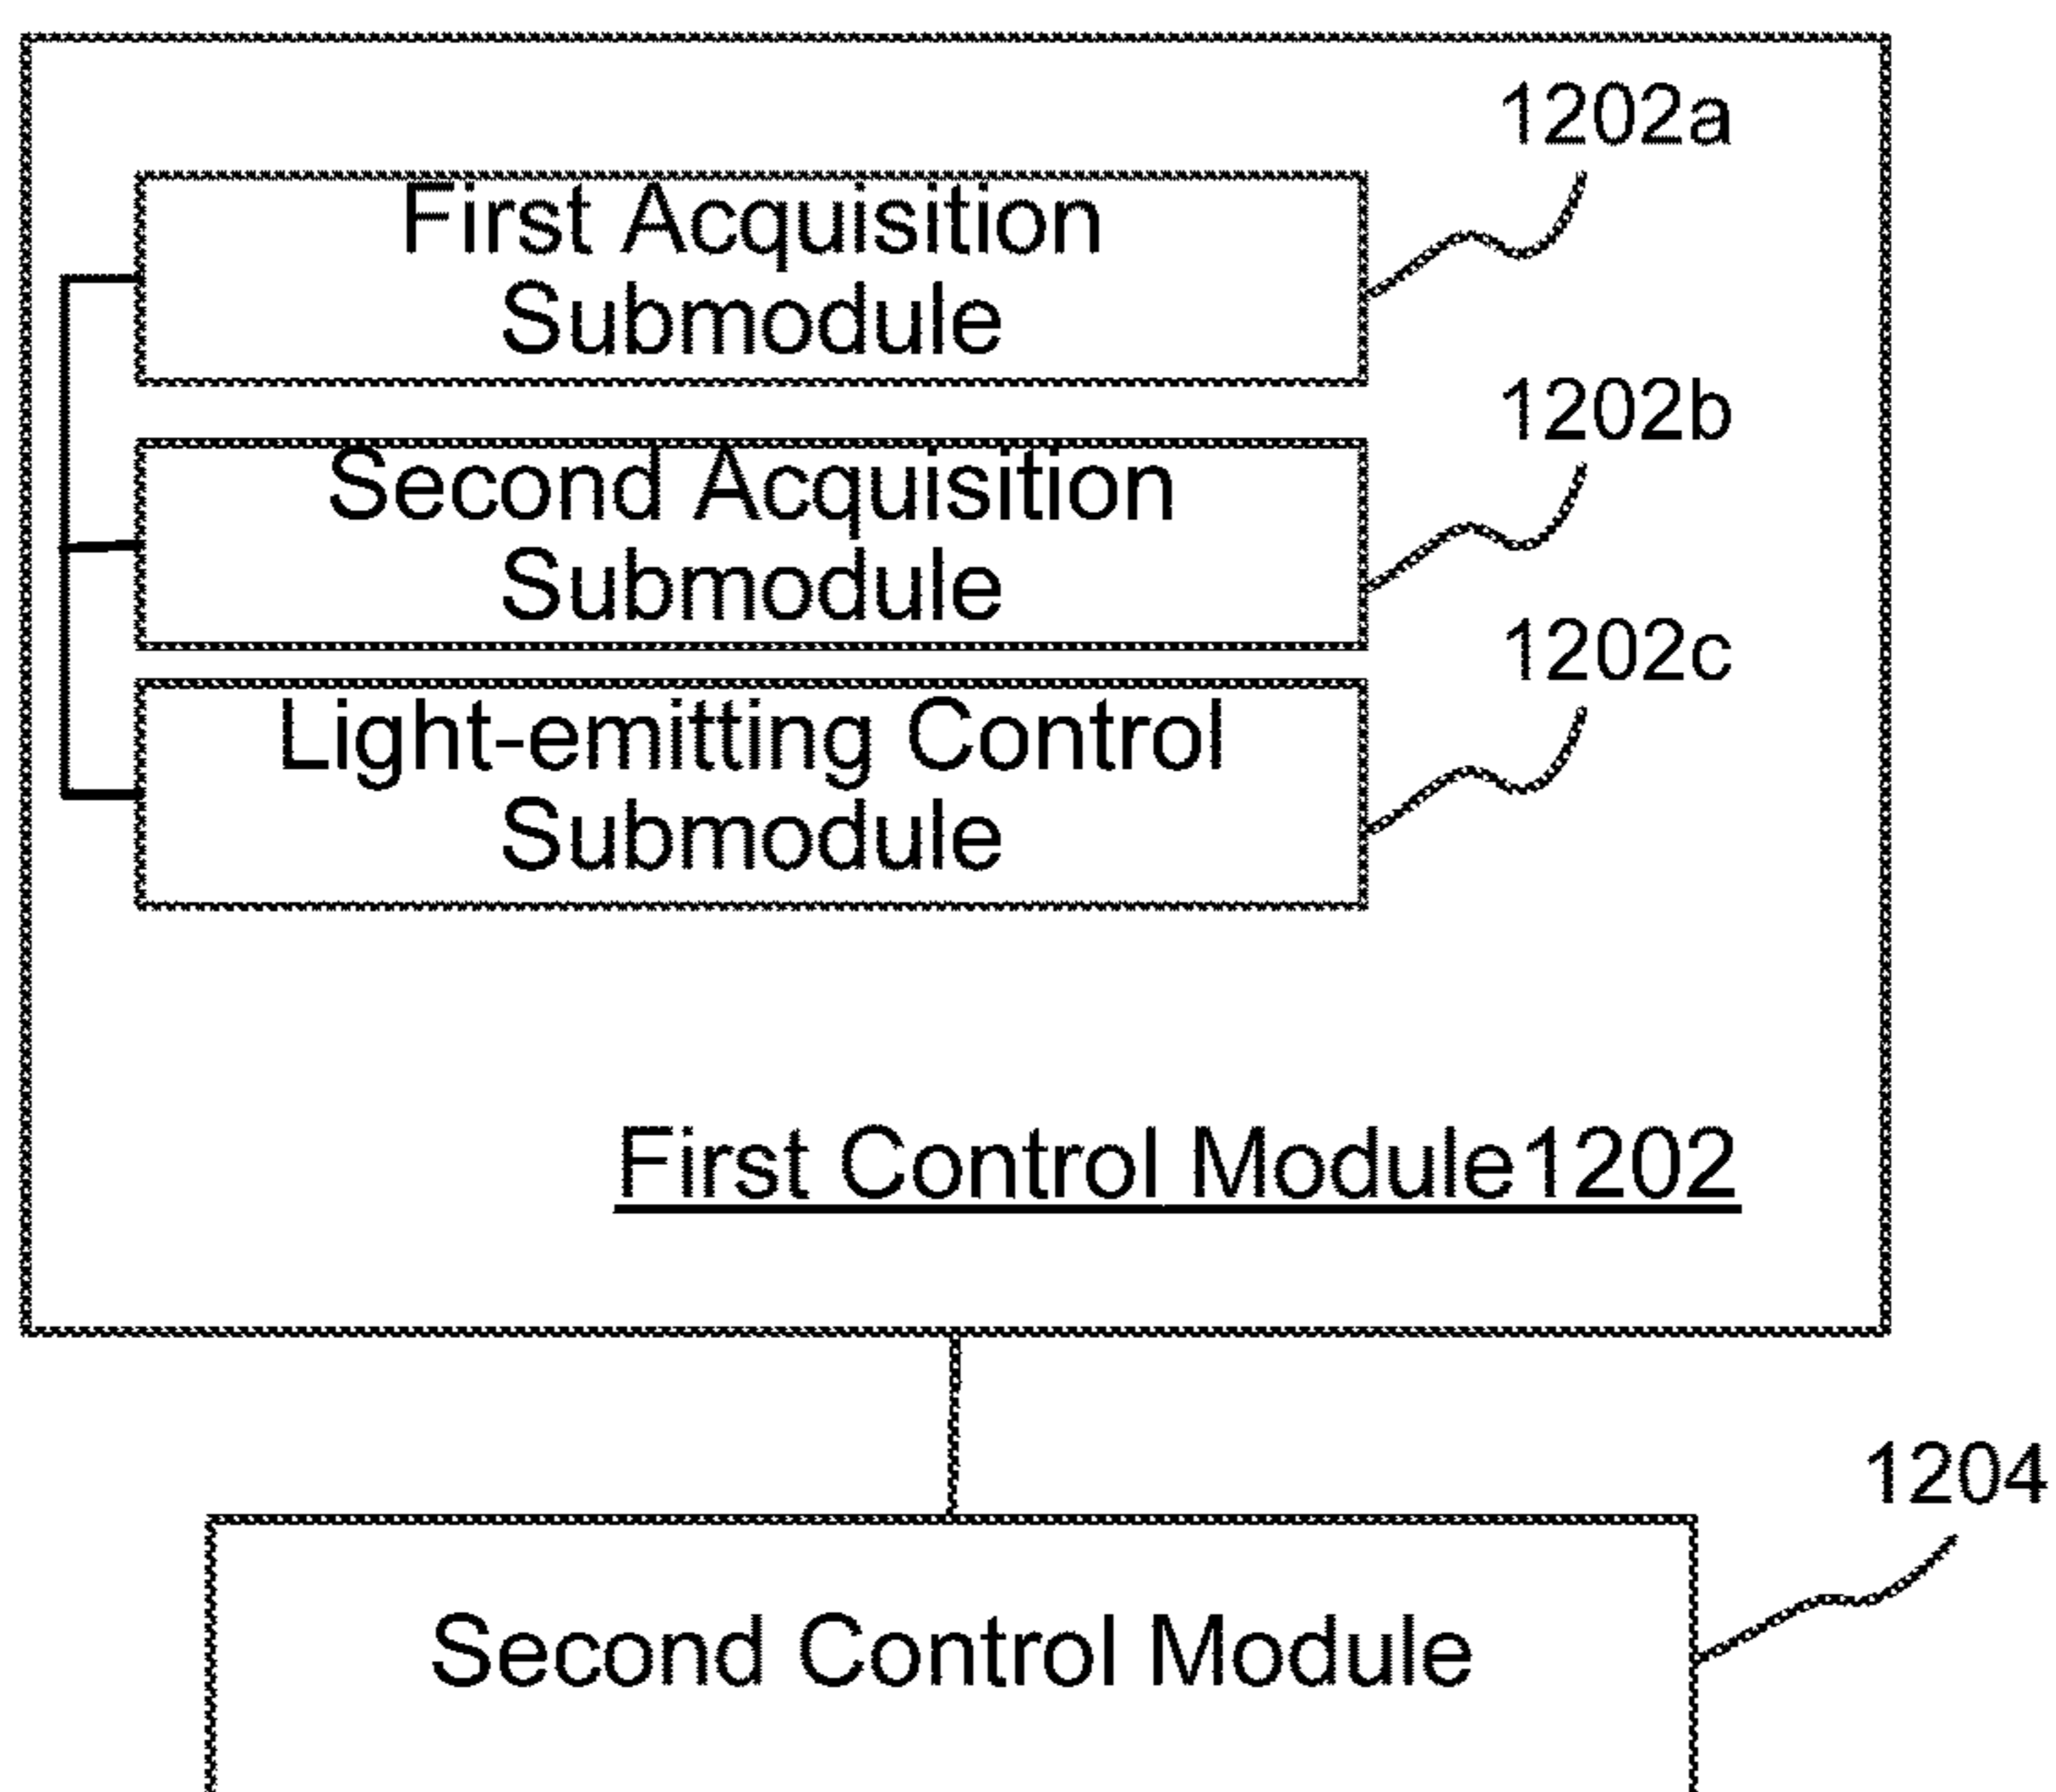 1202a
First Acquisition
Submodule
1202b
Second Acquisition
Submodule
1202c
Light-emitting Control
Submodule
First Control Module1202
1204
Second Control Module